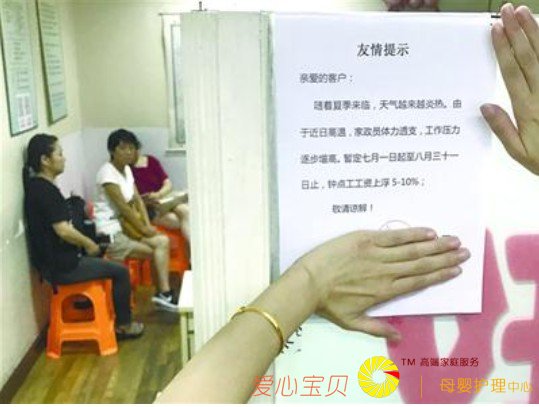 友情提示
亲爱的客户：
随着夏季来临，天气越来越炎热。由
于近日高温，家政员体力透支，工作压力
逐步增高。暂定七月一日起至八月三十一
日止，钟点工工资上浮 5-10%；
敬请谅解！
爱心宝贝
TM 高端家庭服务
母婴护理中心